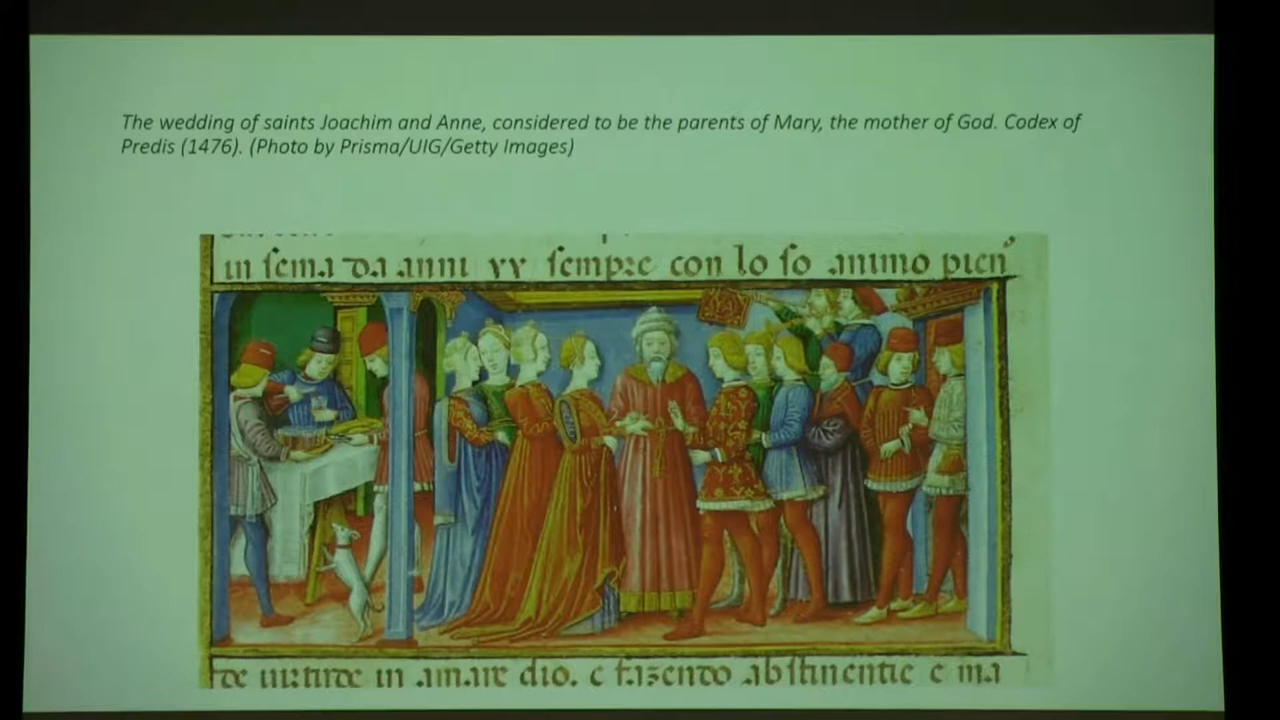 The wedding of saints Joachim and Anne, considered to be the parents of Mary, the mother of God. Codex of
Predis (1476). (Photo by Prisma/UIG/Getty Images)
in sema da anni xx sempre con lo so animo pien
de uirtude in amare dio. e fazendo abstinentie e ma